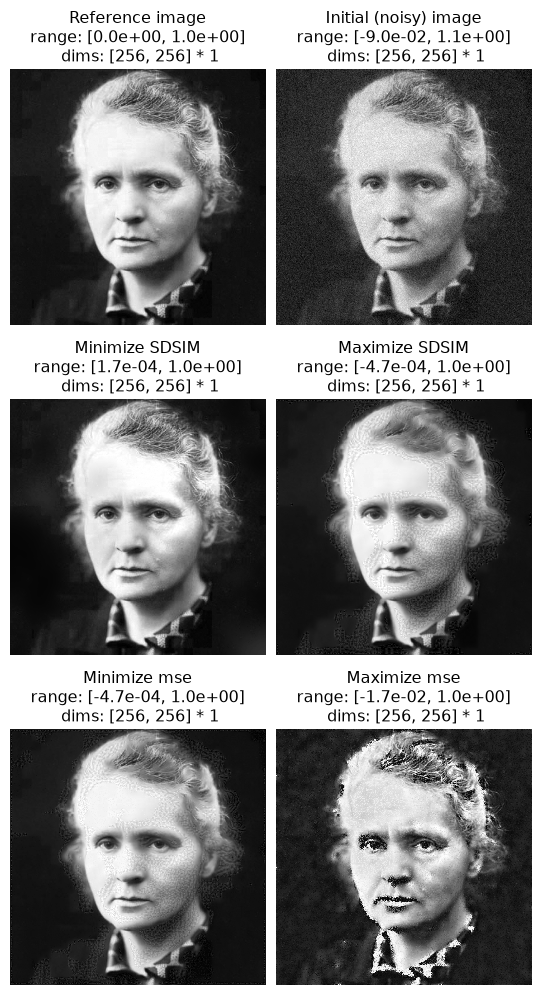 Reference image
range: [0.0e+00, 1.0e+00]
dims: [256, 256] * 1
Initial (noisy) image
range: [-9.0e-02, 1.1e+00]
dims: [256, 256] * 1
Minimize SDSIM
range: [1.7e-04, 1.0e+00]
dims: [256, 256] * 1
Maximize SDSIM
range: [-4.7e-04, 1.0e+00]
dims: [256, 256] * 1
Minimize mse
range: [-4.7e-04, 1.0e+00]
dims: [256, 256] * 1
Maximize mse
range: [-1.7e-02, 1.0e+00]
dims: [256, 256] * 1